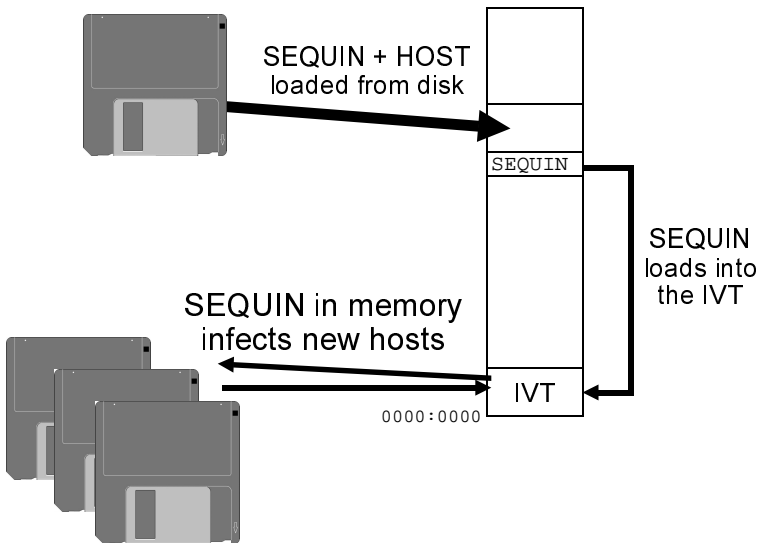 SEQUIN + HOST
loaded from disk
SEQUIN
SEQUIN
loads into
the IVT
SEQUIN in memory
infects new hosts
IVT
0000:0000